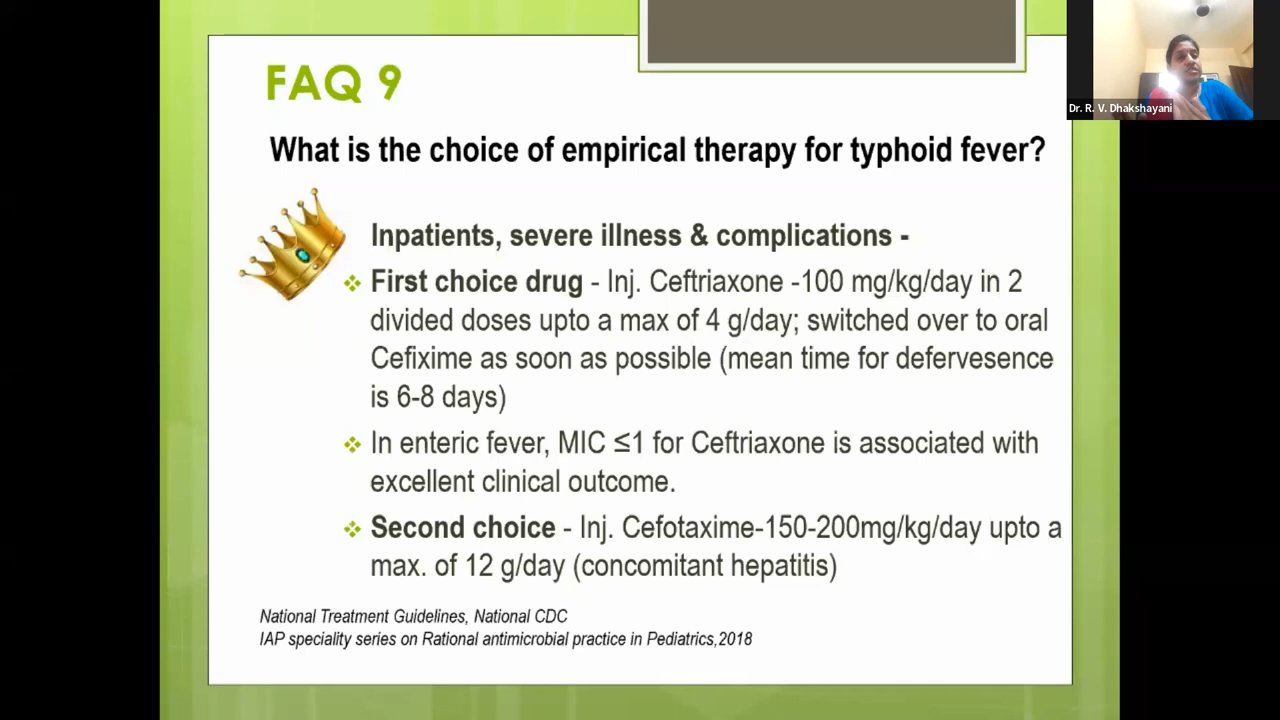 FAQ 9
Dr. R. V. Dhakshayani
What is the choice of empirical therapy for typhoid fever?
Inpatients, severe illness & complications -
First choice drug - Inj. Ceftriaxone -100 mg/kg/day in 2
divided doses upto a max of 4 g/day; switched over to oral
Cefixime as soon as possible (mean time for defervesence
is 6-8 days)
In enteric fever, MIC ≤1 for Ceftriaxone is associated with
excellent clinical outcome.
Second choice - Inj. Cefotaxime-150-200mg/kg/day upto a
max. of 12 g/day (concomitant hepatitis)
National Treatment Guidelines, National CDC
IAP speciality series on Rational antimicrobial practice in Pediatrics,2018